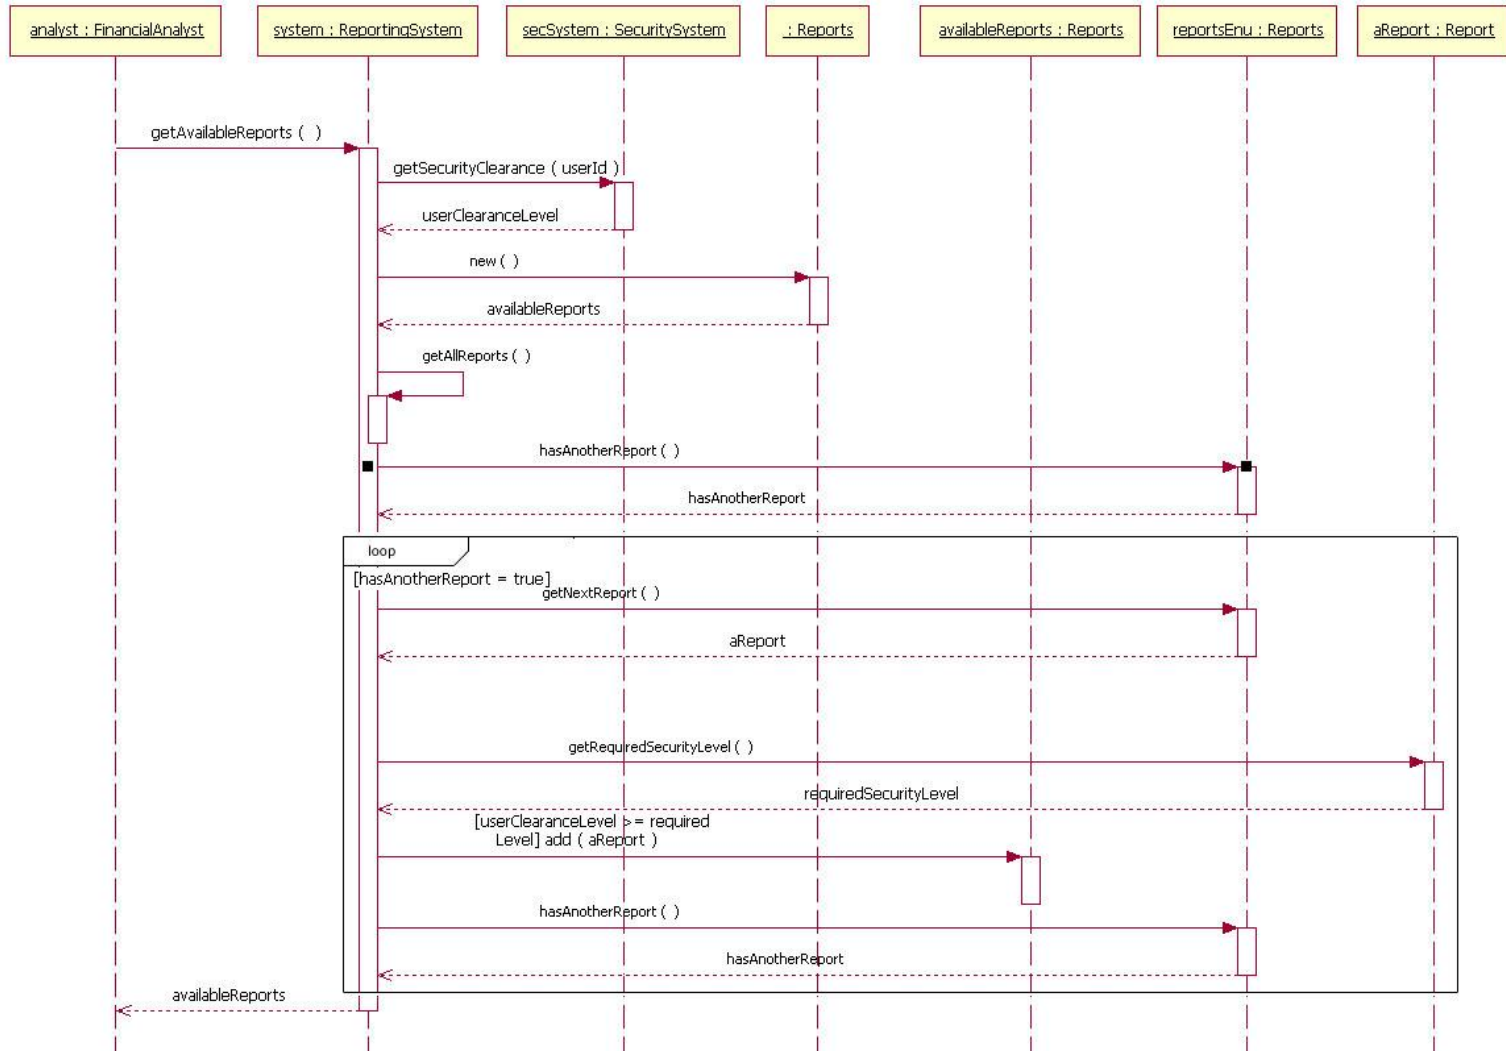 analyst : FinancialAnalyst
system : ReportingSystem
secSystem : SecuritySystem
: Reports
availableReports : Reports
reportsEnu : Reports
aReport : Report
getAvailableReports ( )
getSecurityClearance ( userId )
userClearanceLevel
new ( )
availableReports
getAllReports ( )
hasAnotherReport ( )
hasAnotherReport
loop
[hasAnotherReport = true]
getNextReport ( )
aReport
getRequiredSecurityLevel ( )
requiredSecurityLevel
[userClearanceLevel >= required
Level] add ( aReport )
hasAnotherReport ( )
hasAnotherReport
availableReports